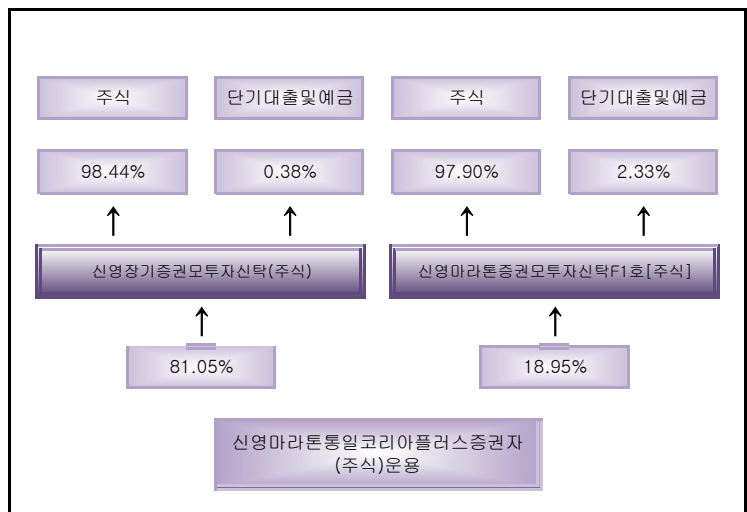 주식
단기대출및예금
주식
단기대출및예금
98.44%
0.38%
97.90%
2.33%
신영장기증권모투자신탁(주식)
신영마라톤증권모투자신탁F1호[주식]
81.05%
18.95%
신영마라톤통일코리아플러스증권자
(주식)운용